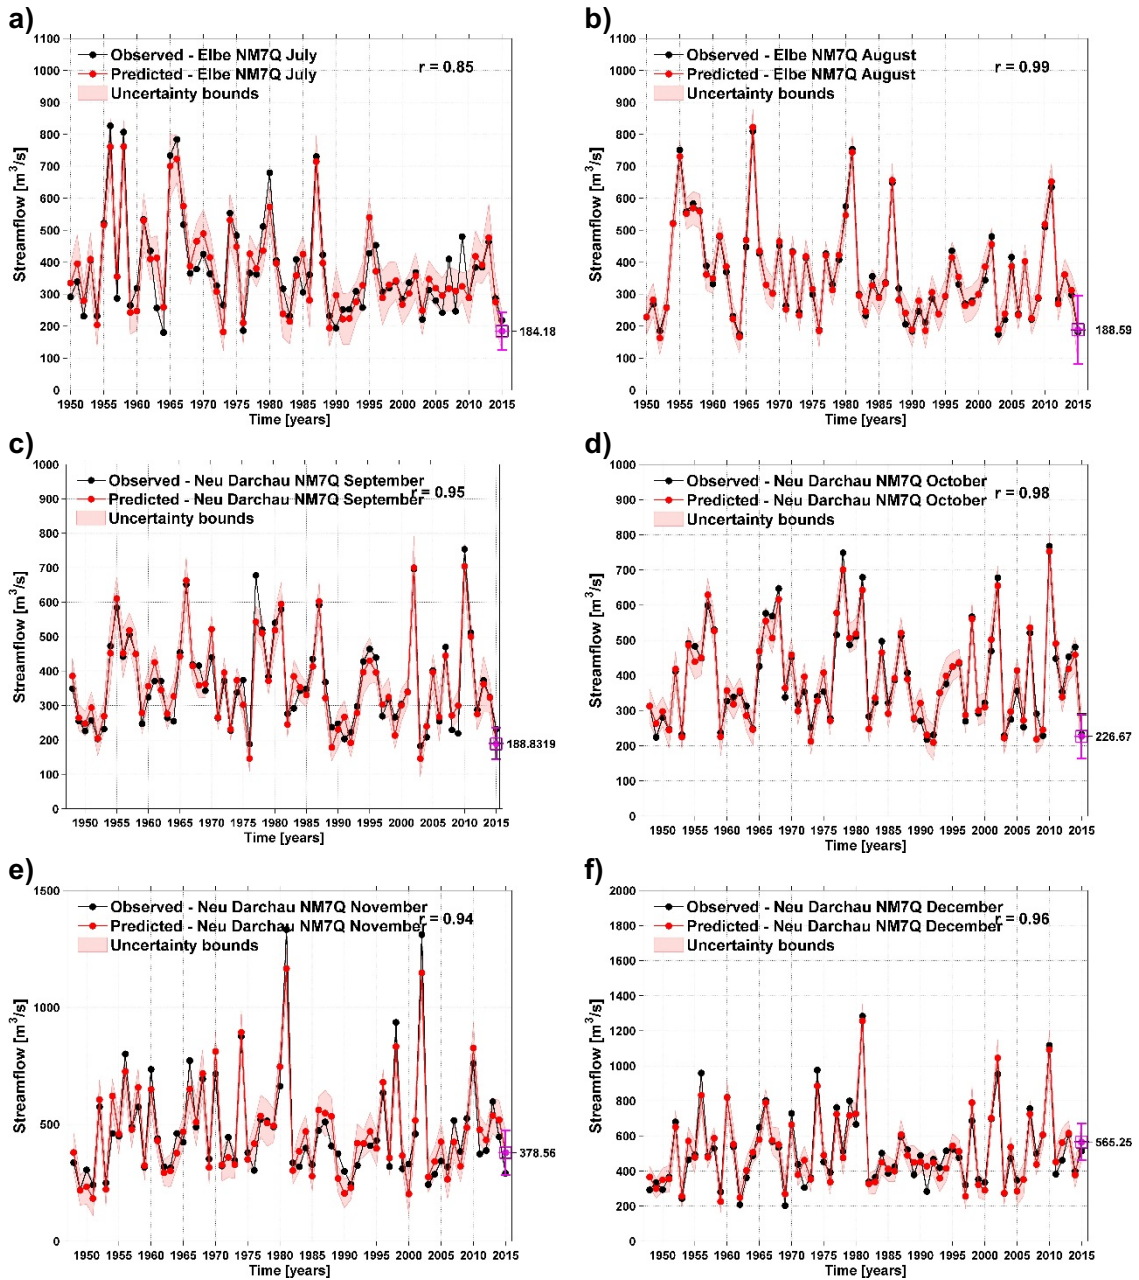 a)
Observed - Elbe NM7Q July
Predicted - Elbe NM7Q July
Uncertainty bounds
r = 0.85
Streamflow [m³/s]
1100
1000
900
800
700
600
500
400
300
200
100
0
184.18
1950 1955 1960 1965 1970 1975 1980 1985 1990 1995 2000 2005 2010 2015
Time [years]
b)
Observed - Elbe NM7Q August
Predicted - Elbe NM7Q August
Uncertainty bounds
r = 0.99
Streamflow [m³/s]
1100
1000
900
800
700
600
500
400
300
200
100
0
188.59
1950 1955 1960 1965 1970 1975 1980 1985 1990 1995 2000 2005 2010 2015
Time [years]
c)
Observed - Neu Darchau NM7Q September
Predicted - Neu Darchau NM7Q September
Uncertainty bounds
r = 0.95
Streamflow [m³/s]
1000
900
800
700
600
500
400
300
200
100
0
188.8319
1950 1955 1960 1965 1970 1975 1980 1985 1990 1995 2000 2005 2010 2015
Time [years]
d)
Observed - Neu Darchau NM7Q October
Predicted - Neu Darchau NM7Q October
Uncertainty bounds
r = 0.98
Streamflow [m³/s]
1000
900
800
700
600
500
400
300
200
100
0
226.67
1950 1955 1960 1965 1970 1975 1980 1985 1990 1995 2000 2005 2010 2015
Time [years]
e)
Observed - Neu Darchau NM7Q November
Predicted - Neu Darchau NM7Q November
Uncertainty bounds
r = 0.94
Streamflow [m³/s]
1500
1000
500
0
378.56
1950 1955 1960 1965 1970 1975 1980 1985 1990 1995 2000 2005 2010 2015
Time [years]
f)
Observed - Neu Darchau NM7Q December
Predicted - Neu Darchau NM7Q December
Uncertainty bounds
r = 0.96
Streamflow [m³/s]
2000
1800
1600
1400
1200
1000
800
600
400
200
0
565.25
1950 1955 1960 1965 1970 1975 1980 1985 1990 1995 2000 2005 2010 2015
Time [years]